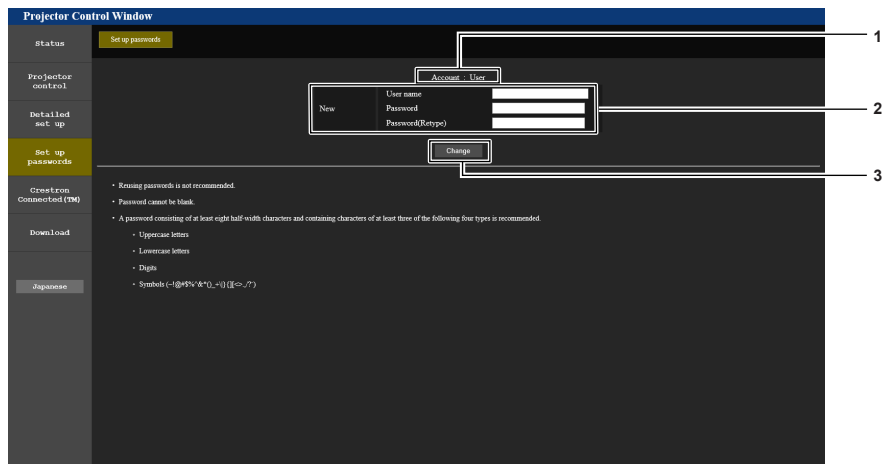 Projector Control Window
Status
Set up passwords
1
Account : User
Projector
control
User name
New
Password
2
Password(Retype)
Detailed
set up
Change
Set up
passwords
3
• Reusing passwords is not recommended.
Crestron
Connected(TM)
• Password cannot be blank.
• A password consisting of at least eight half-width characters and containing characters of at least three of the following four types is recommended.
Download
• Uppercase letters
• Lowercase letters
• Digits
Japanese
• Symbols